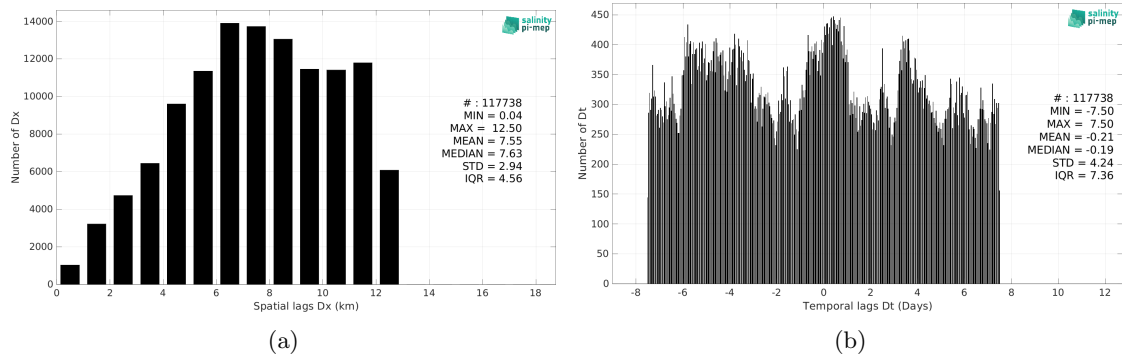 14000
12000
10000
8000
6000
4000
2000
0
Number of Dx
0 2 4 6 8 10 12 14 16 18
Spatial lags Dx (km)
salinity
pi-mep
# : 117738
MIN = 0.04
MAX = 12.50
MEAN = 7.55
MEDIAN = 7.63
STD = 2.94
IQR = 4.56
(a)
450
400
350
300
250
200
150
100
50
0
Number of Dt
-8 -6 -4 -2 0 2 4 6 8 10 12
Temporal lags Dt (Days)
salinity
pi-mep
# : 117738
MIN = -7.50
MAX = 7.50
MEAN = -0.21
MEDIAN = -0.19
STD = 4.24
IQR = 7.36
(b)